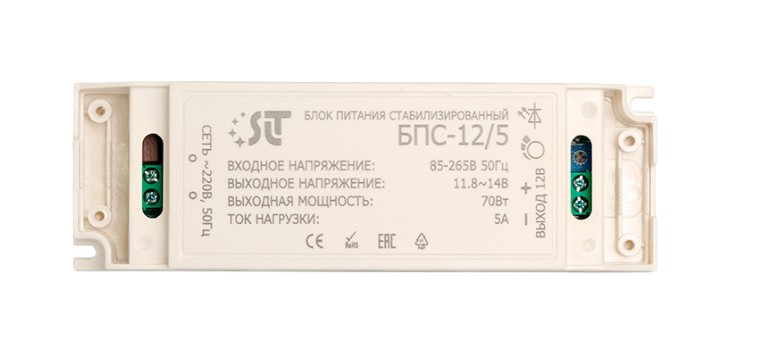 SLT
БЛОК ПИТАНИЯ СТАБИЛИЗИРОВАННЫЙ
БПС-12/5
СЕТЬ ~220В, 50Гц
ВХОДНОЕ НАПРЯЖЕНИЕ: 85-265В 50Гц
ВЫХОДНОЕ НАПРЯЖЕНИЕ: 11.8~14В
ВЫХОДНАЯ МОЩНОСТЬ: 70Вт
ТОК НАГРУЗКИ: 5А
CE RoHS EAC
+
−
ВЫХОД 12В